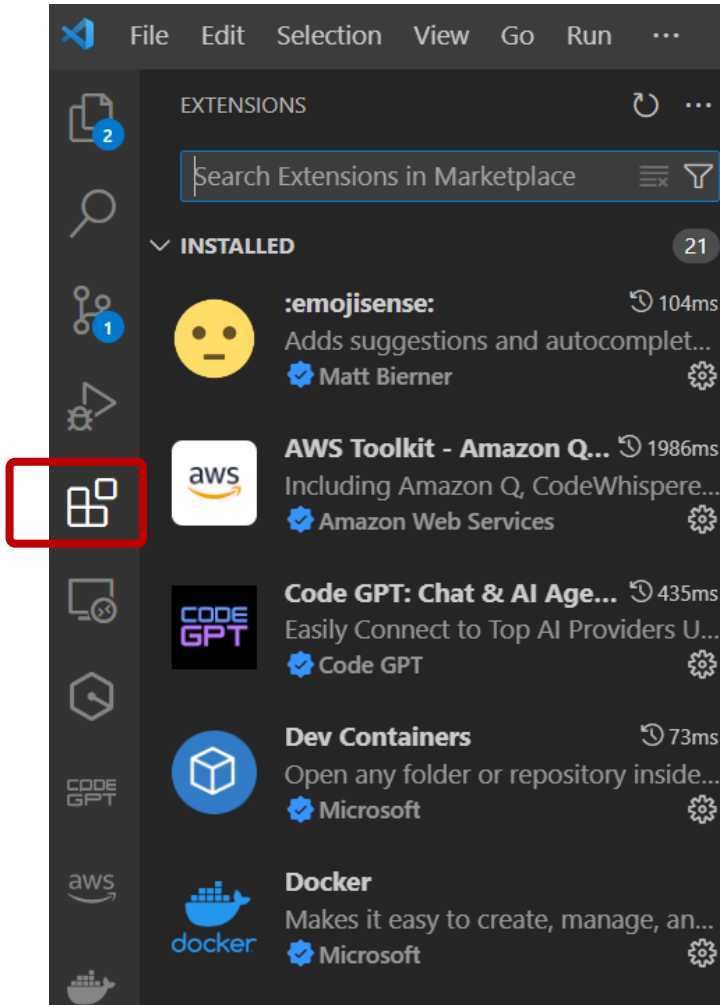 File Edit Selection View Go Run ...
EXTENSIONS ...
2
Search Extensions in Marketplace
INSTALLED 21
:emojisense: 104ms
Adds suggestions and autocomplet...
Matt Bierner
1
AWS Toolkit - Amazon Q... 1986ms
aws
Including Amazon Q, CodeWhispere...
Amazon Web Services
Code GPT: Chat & AI Age... 435ms
CODE
GPT
Easily Connect to Top AI Providers U...
Code GPT
Dev Containers 73ms
Open any folder or repository inside...
Microsoft
CODE
GPT
aws
Docker
Makes it easy to create, manage, an...
docker
Microsoft